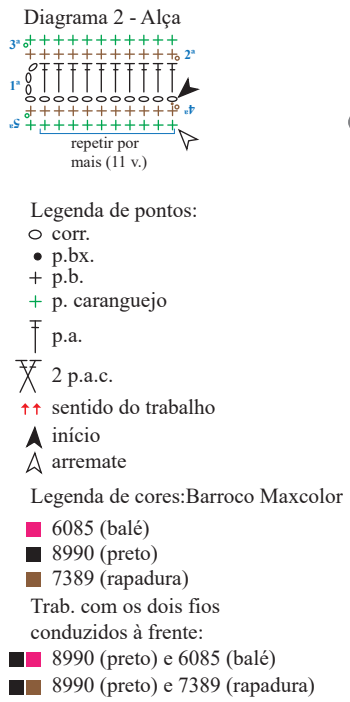 Diagrama 2 - Alça
3ª
2ª
1ª
4ª
5ª
repetir por
mais (11 v.)
Legenda de pontos:
corr.
p.bx.
p.b.
p. caranguejo
p.a.
2 p.a.c.
sentido do trabalho
início
arremate
Legenda de cores:Barroco Maxcolor
6085 (balé)
8990 (preto)
7389 (rapadura)
Trab. com os dois fios
conduzidos à frente:
8990 (preto) e 6085 (balé)
8990 (preto) e 7389 (rapadura)